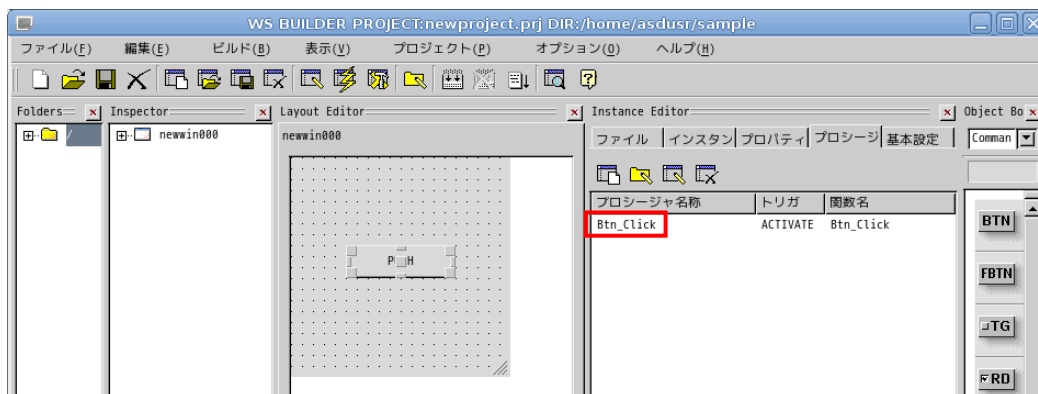 WS BUILDER PROJECT:newproject.prj DIR:/home/asdusr/sample
ファイル(F) 編集(E) ビルド(B) 表示(V) プロジェクト(P) オプション(O) ヘルプ(H)
Folders Inspector Layout Editor Instance Editor Object Bo
/ newwin000 newwin000 ファイル インスタン プロパティ プロシージ 基本設定 Comman
プロシージャ名称 トリガ 関数名
Btn_Click ACTIVATE Btn_Click
BTN
FBTN
TG
RD